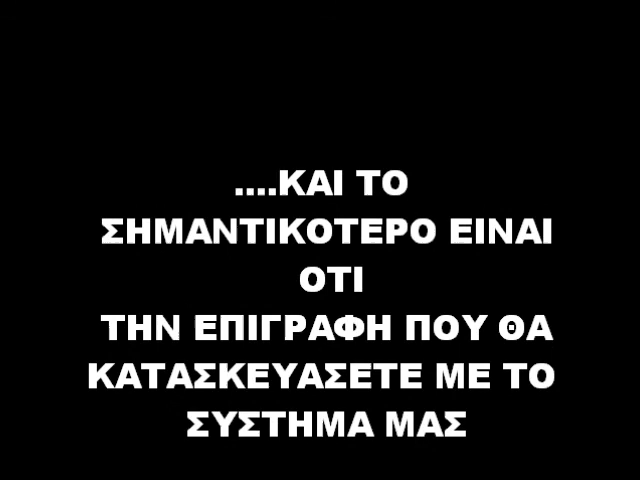 ....ΚΑΙ ΤΟ
ΣΗΜΑΝΤΙΚΟΤΕΡΟ ΕΙΝΑΙ
ΟΤΙ
ΤΗΝ ΕΠΙΓΡΑΦΗ ΠΟΥ ΘΑ
ΚΑΤΑΣΚΕΥΑΣΕΤΕ ΜΕ ΤΟ
ΣΥΣΤΗΜΑ ΜΑΣ